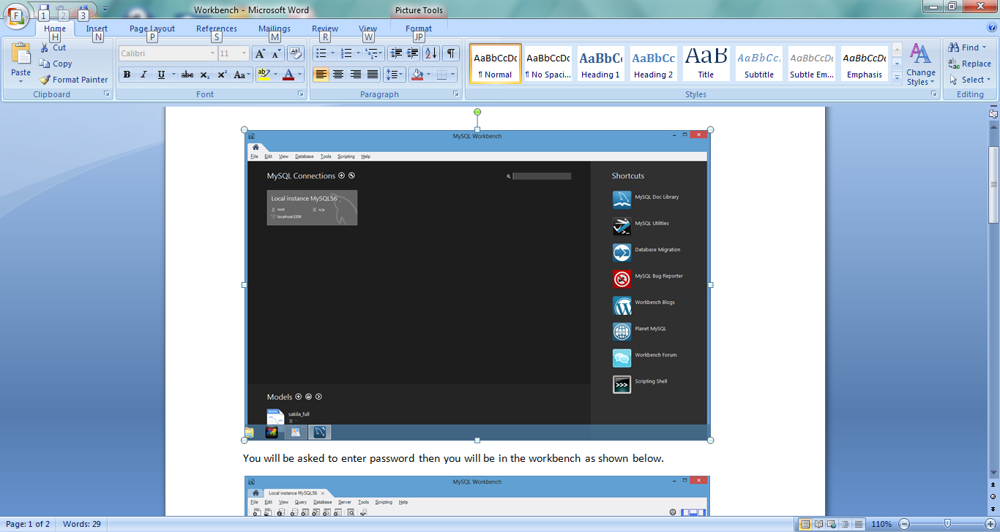 Workbench - Microsoft Word
Picture Tools
F
1
2
3
Home
Insert
Page Layout
References
Mailings
Review
View
Format
H
N
P
S
M
R
W
JP
Paste
Cut
Copy
Format Painter
Clipboard
Calibri
11
B I U abc X₂ X² Aa
ab A
Font
Paragraph
AaBbCcDc
¶ Normal
AaBbCcDc
¶ No Spaci...
AaBbCc
Heading 1
AaBbCc
Heading 2
AaB
Title
AaBbCc.
Subtitle
AaBbCcDc
Subtle Em...
AaBbCcDc
Emphasis
Change
Styles
Styles
Find
Replace
Select
Editing
MySQL Workbench
File Edit View Database Tools Scripting Help
MySQL Connections
Local instance MySQL56
root
n/a
localhost:3306
Shortcuts
MySQL Doc Library
MySQL Utilities
Database Migration
MySQL Bug Reporter
Workbench Blogs
Planet MySQL
Workbench Forum
Scripting Shell
Models
MODEL
sakila_full
You will be asked to enter password then you will be in the workbench as shown below.
MySQL Workbench
Local instance MySQL56
File Edit View Query Database Server Tools Scripting Help
Page: 1 of 2
Words: 29
110%